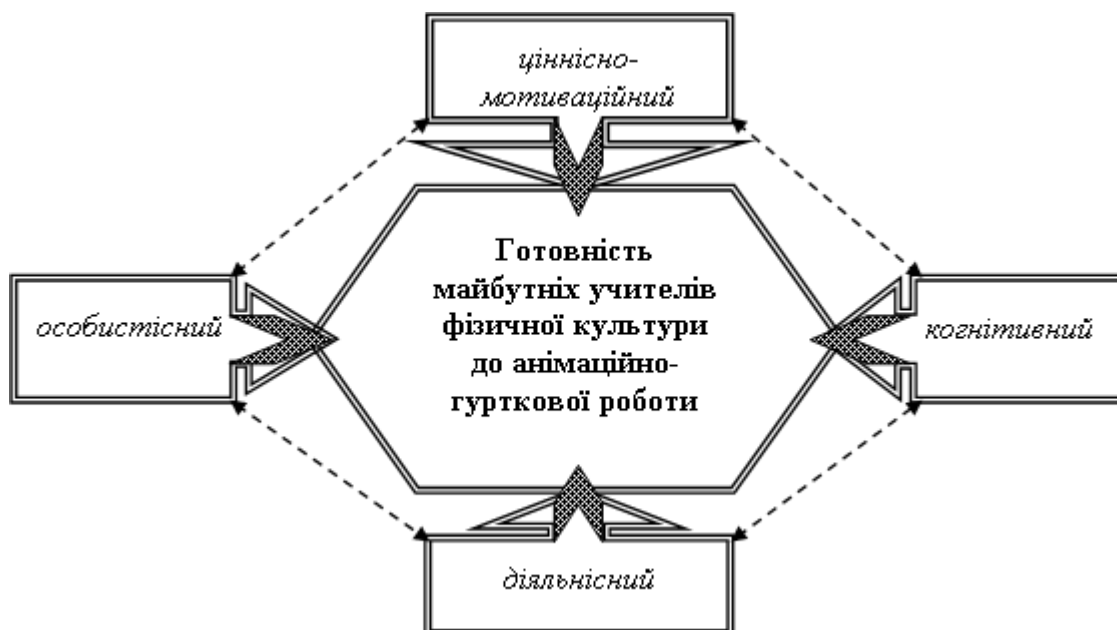 ціннісно-
мотиваційний
Готовність
майбутніх учителів
фізичної культури
до анімаційно-
гурткової роботи
особистісний
когнітивний
діяльнісний